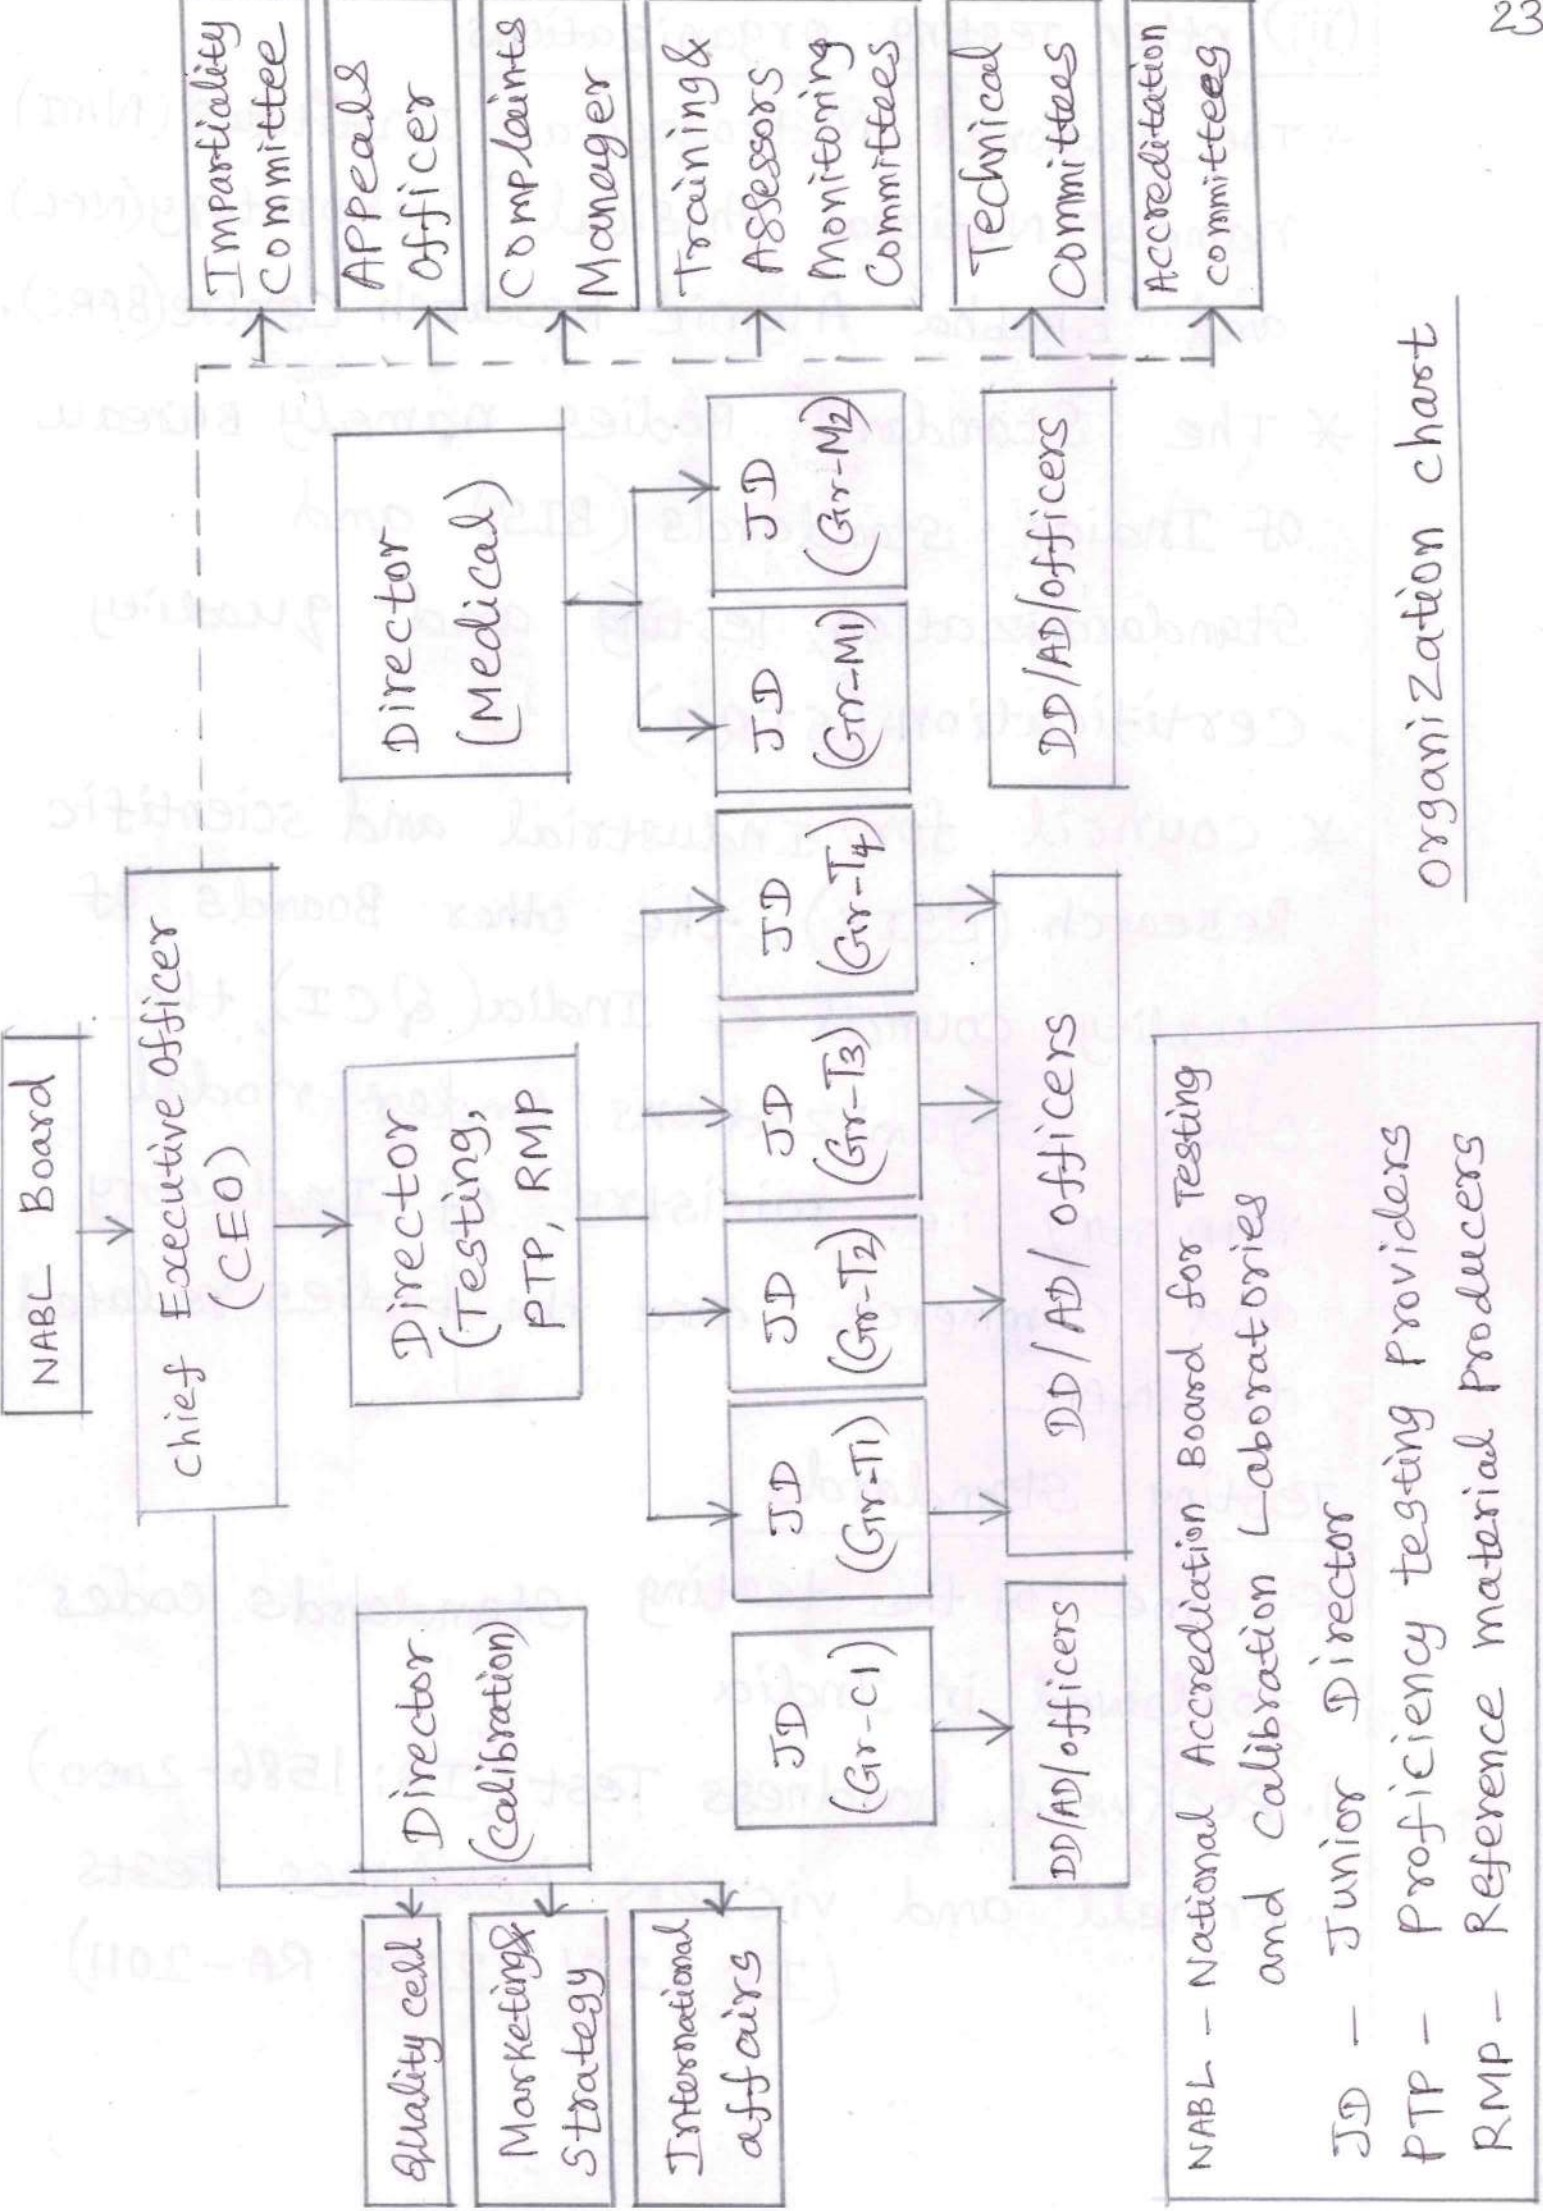 23
NABL Board
Chief Executive officer
(CEO)
Quality cell
Marketing &
Strategy
International
affairs
Director
(Calibration)
Director
(Testing,
PTP, RMP
Director
(Medical)
Impartiality
Committee
Appeals
officer
Complaints
Manager
Training &
Assessors
Monitoring
Committees
Technical
Committees
Accreditation
committees
JD
(Gr-C1)
JD
(Gr-T1)
JD
(Gr-T2)
JD
(Gr-T3)
JD
(Gr-T4)
JD
(Gr-M1)
JD
(Gr-M2)
DD/AD/officers
DD/AD/officers
DD/AD/officers
NABL - National Accrediation Board for Testing
and Calibration Laboratories
JD - Junior Director
PTP - Proficiency testing Providers
RMP - Reference material Producers
organization chart